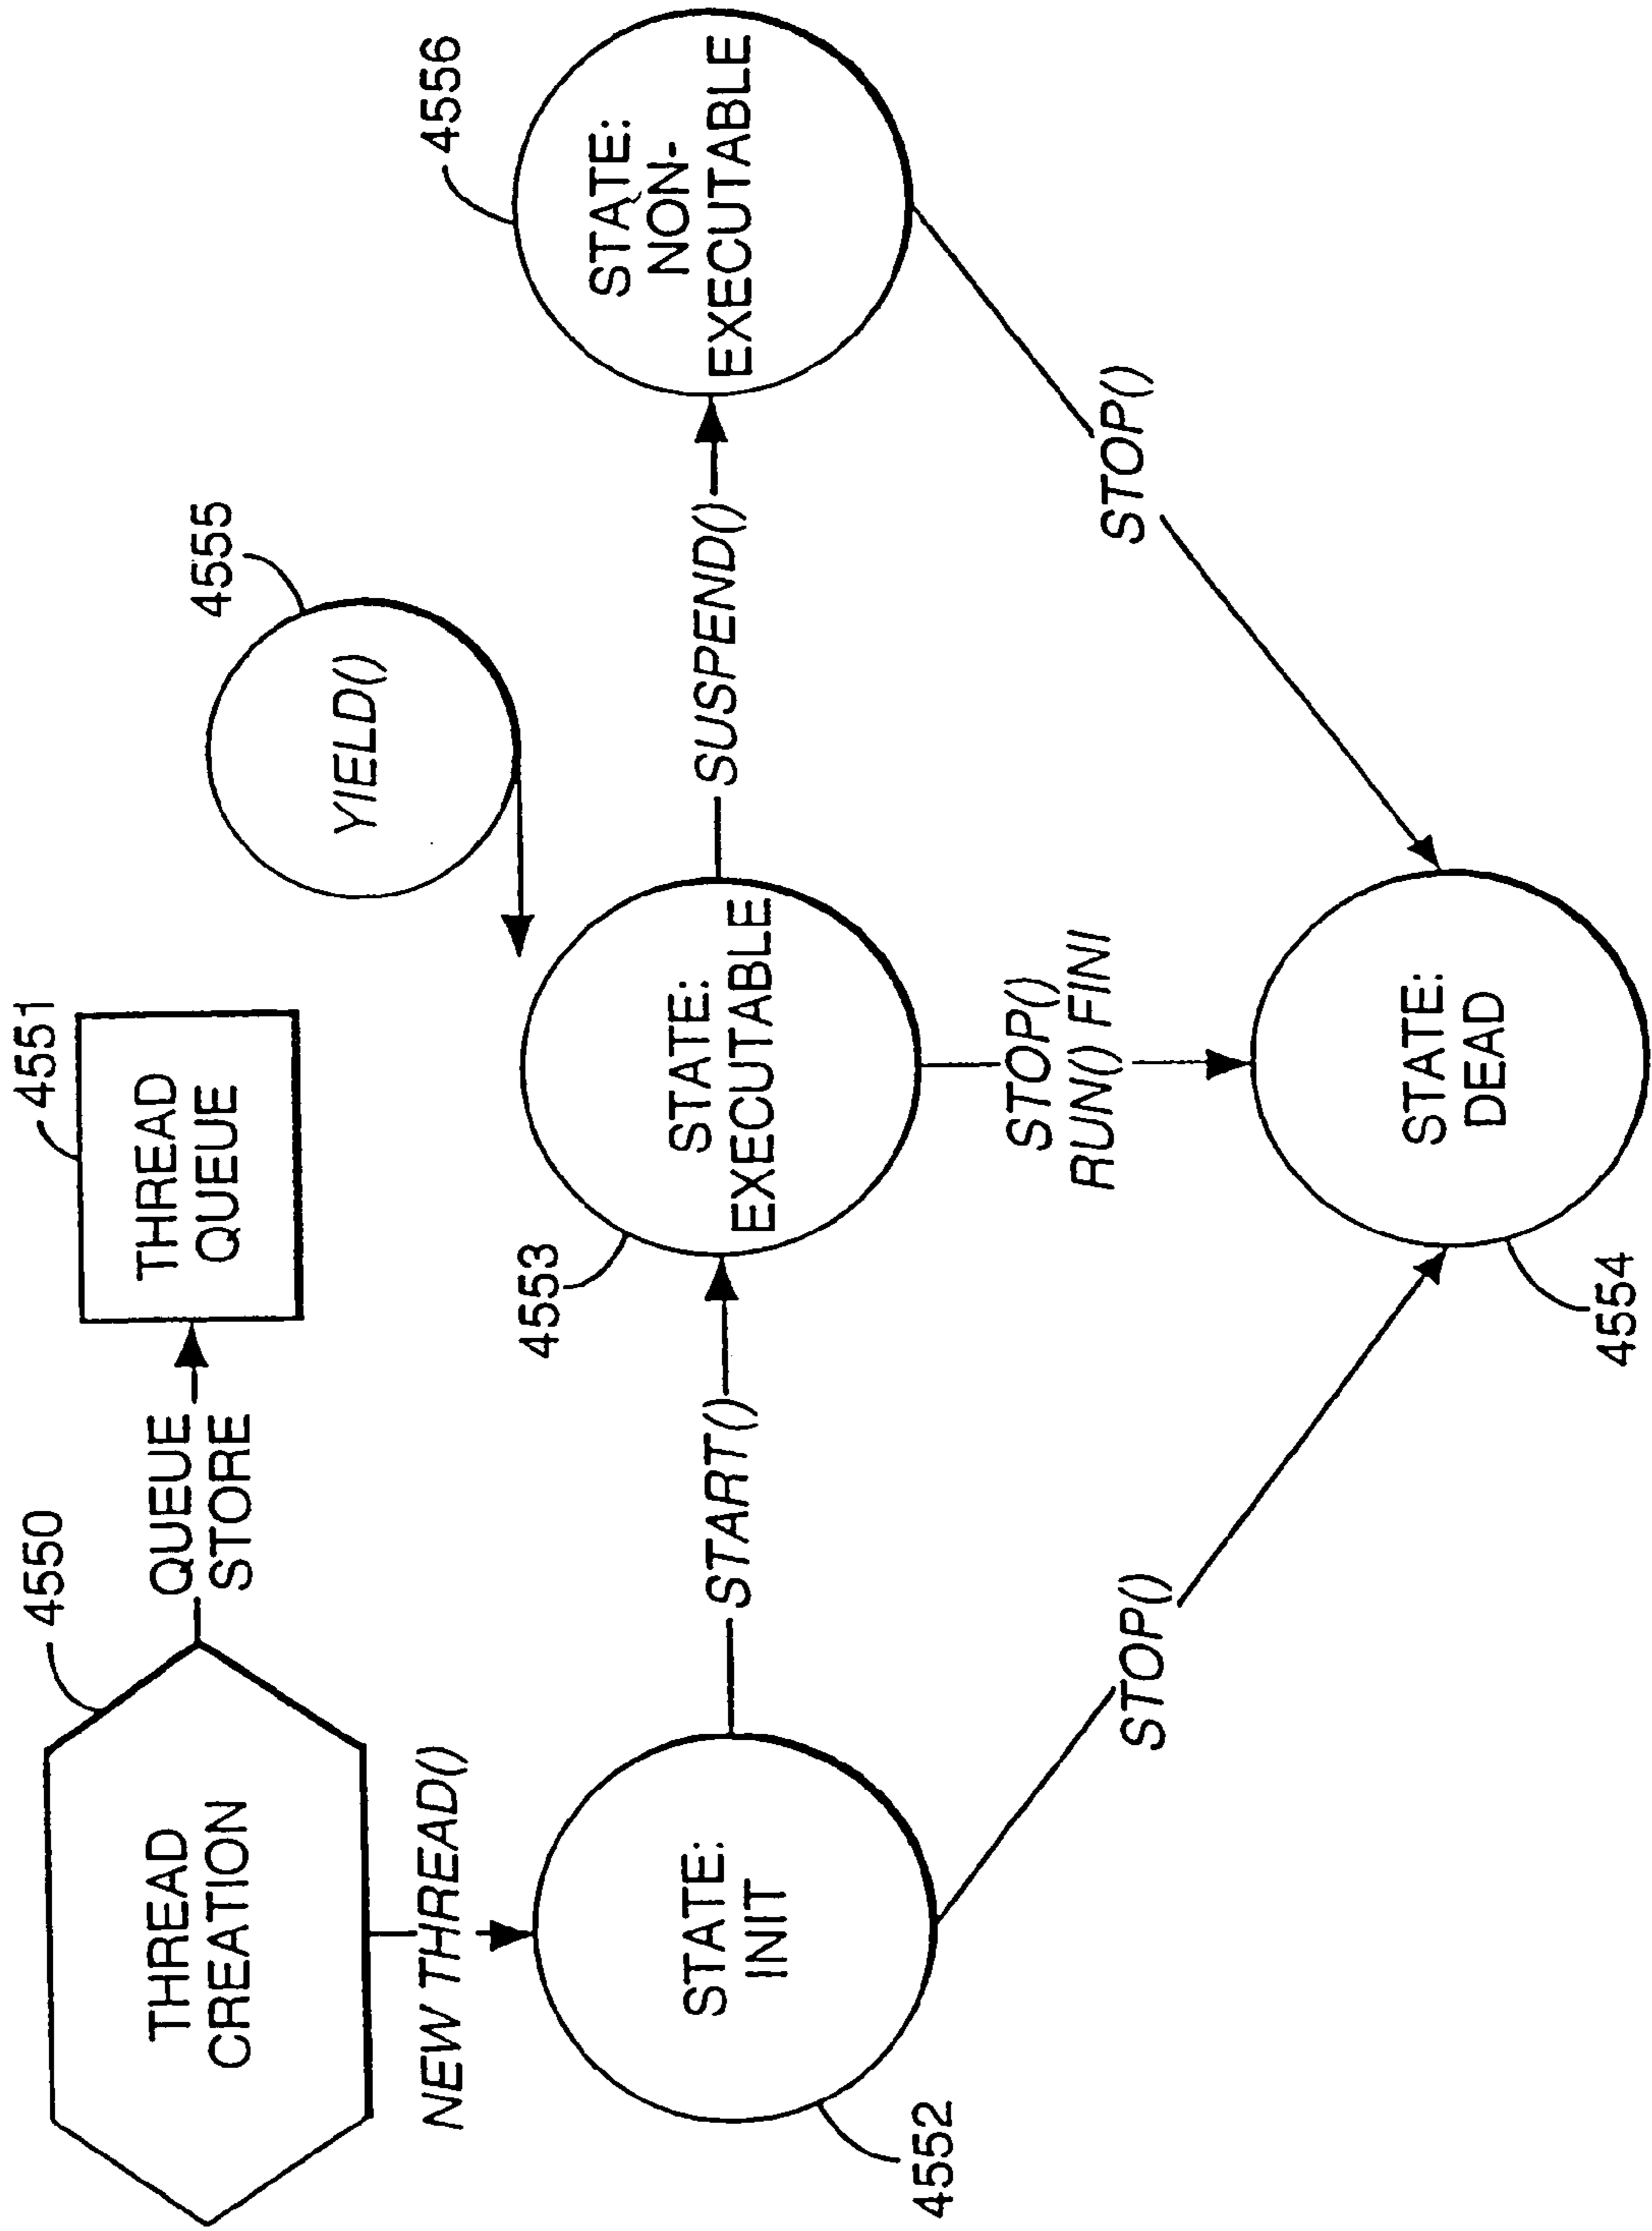 4550
THREAD
CREATION
QUEUE
STORE
4551
THREAD
QUEUE
4555
YIELD()
4556
STATE:
NON-
EXECUTABLE
NEW THREAD()
4552
STATE:
INIT
START()
4553
STATE:
EXECUTABLE
SUSPEND()
STOP()
STOP()
RUN() FINI
STOP()
STATE:
DEAD
4554